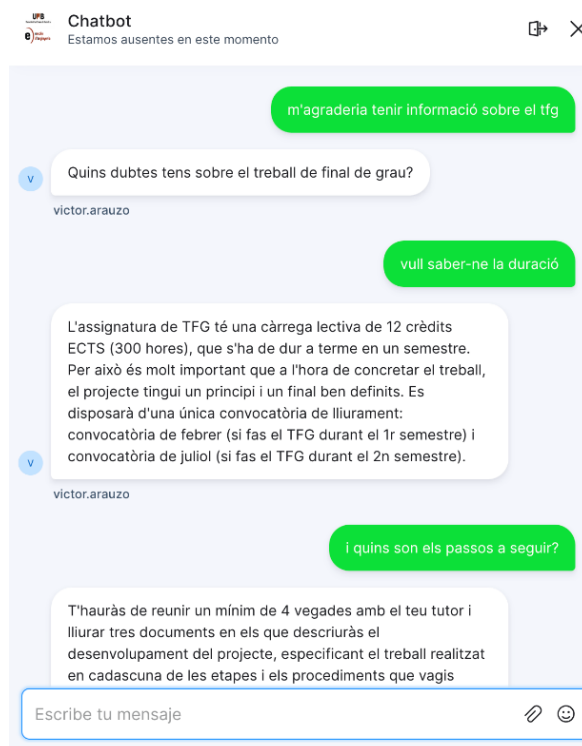 UPB
Chatbot
Estamos ausentes en este momento
m'agraderia tenir informació sobre el tfg
Quins dubtes tens sobre el treball de final de grau?
V
victor.arauzo
vull saber-ne la duració
L'assignatura de TFG té una càrrega lectiva de 12 crèdits
ECTS (300 hores), que s'ha de dur a terme en un semestre.
Per això és molt important que a l'hora de concretar el treball,
el projecte tingui un principi i un final ben definits. Es
disposarà d'una única convocatòria de lliurament:
convocatòria de febrer (si fas el TFG durant el 1r semestre) i
convocatòria de juliol (si fas el TFG durant el 2n semestre).
V
victor.arauzo
i quins son els passos a seguir?
T'hauràs de reunir un mínim de 4 vegades amb el teu tutor i
lliurar tres documents en els que descriuràs el
desenvolupament del projecte, especificant el treball realitzat
en cadascuna de les etapes i els procediments que vagis
Escribe tu mensaje